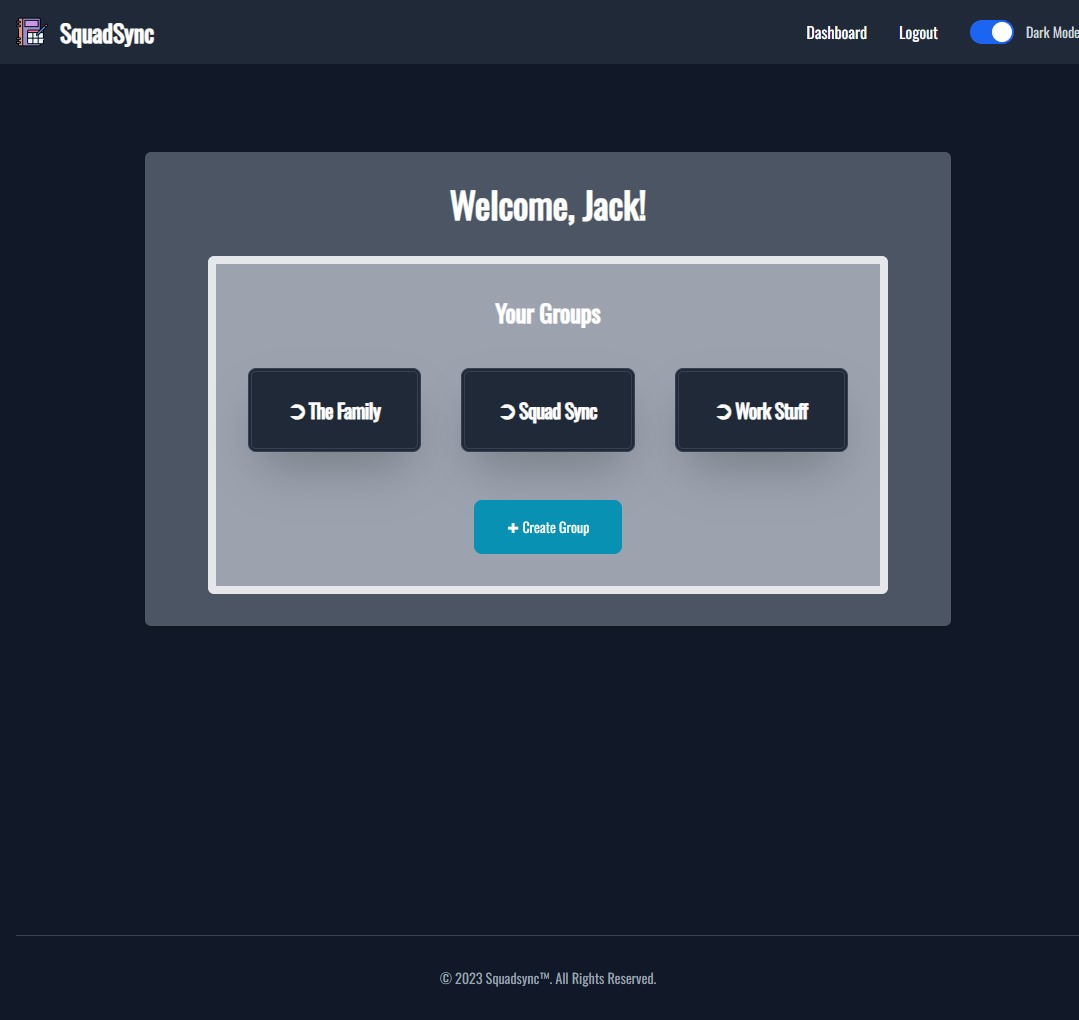 SquadSync
Dashboard
Logout
Dark Mode
Welcome, Jack!
Your Groups
➲ The Family
➲ Squad Sync
➲ Work Stuff
✚ Create Group
© 2023 Squadsync™. All Rights Reserved.